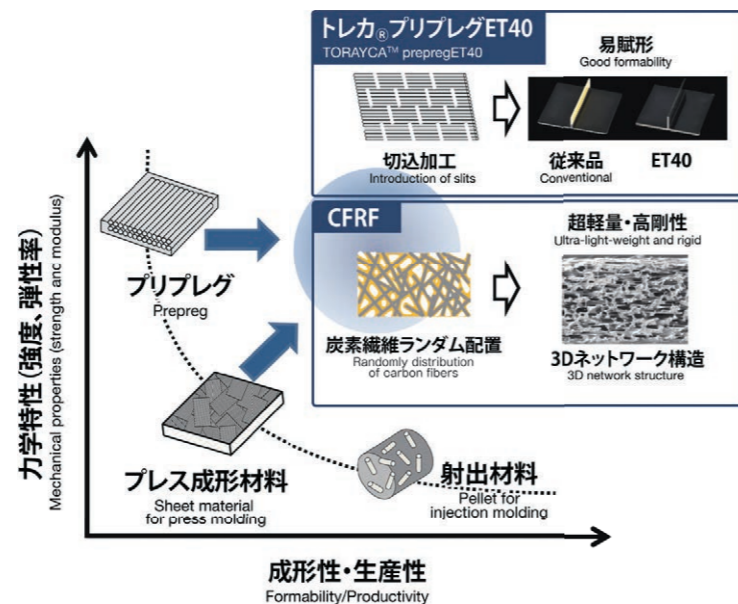 トレカ®プリプレグET40
TORAYCA™ prepregET40
易賦形
Good formability
切込加工
Introduction of slits
従来品
Conventional
ET40
CFRF
超軽量・高剛性
Ultra-light-weight and rigid
炭素繊維ランダム配置
Randomly distribution
of carbon fibers
3Dネットワーク構造
3D network structure
プリプレグ
Prepreg
プレス成形材料
Sheet material
for press molding
射出材料
Pellet for
injection molding
力学特性(強度、弾性率)
Mechanical properties (strength anc modulus)
成形性・生産性
Formability/Productivity